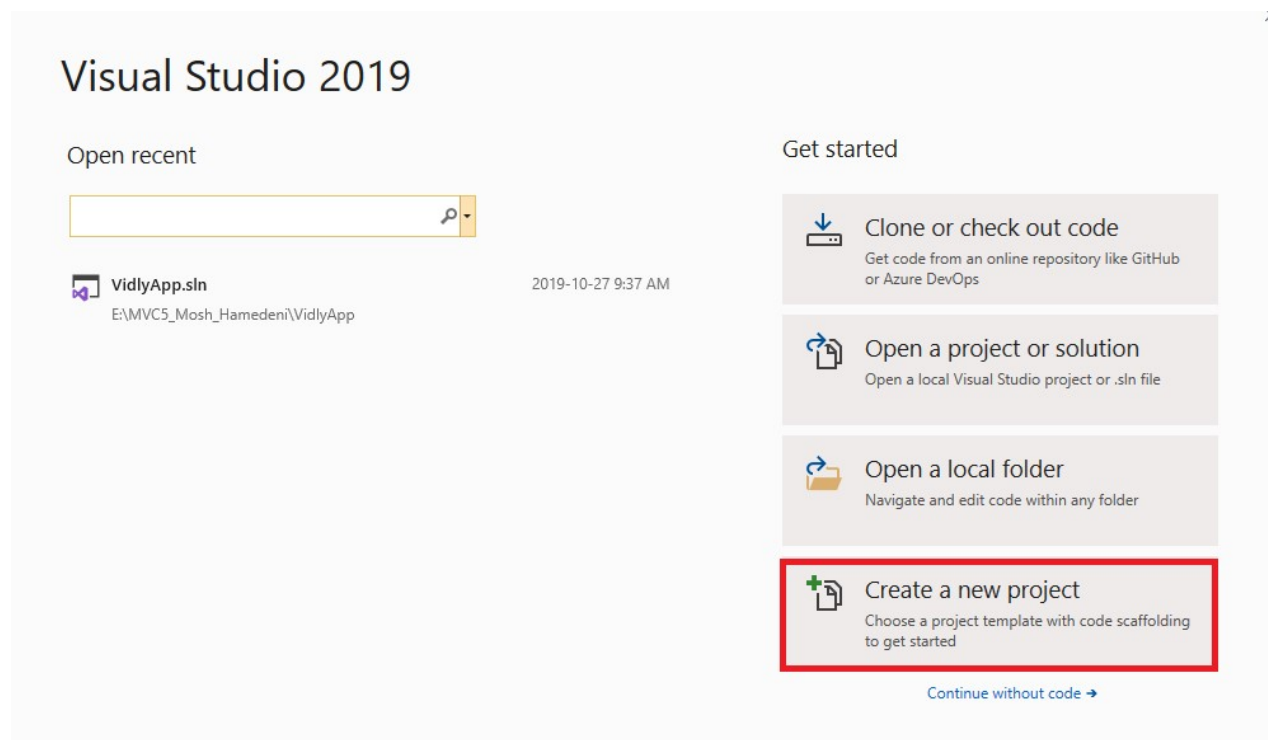 Visual Studio 2019
Open recent
VidlyApp.sln
2019-10-27 9:37 AM
E:\MVC5_Mosh_Hamedeni\VidlyApp
Get started
Clone or check out code
Get code from an online repository like GitHub
or Azure DevOps
Open a project or solution
Open a local Visual Studio project or .sln file
Open a local folder
Navigate and edit code within any folder
Create a new project
Choose a project template with code scaffolding
to get started
Continue without code →